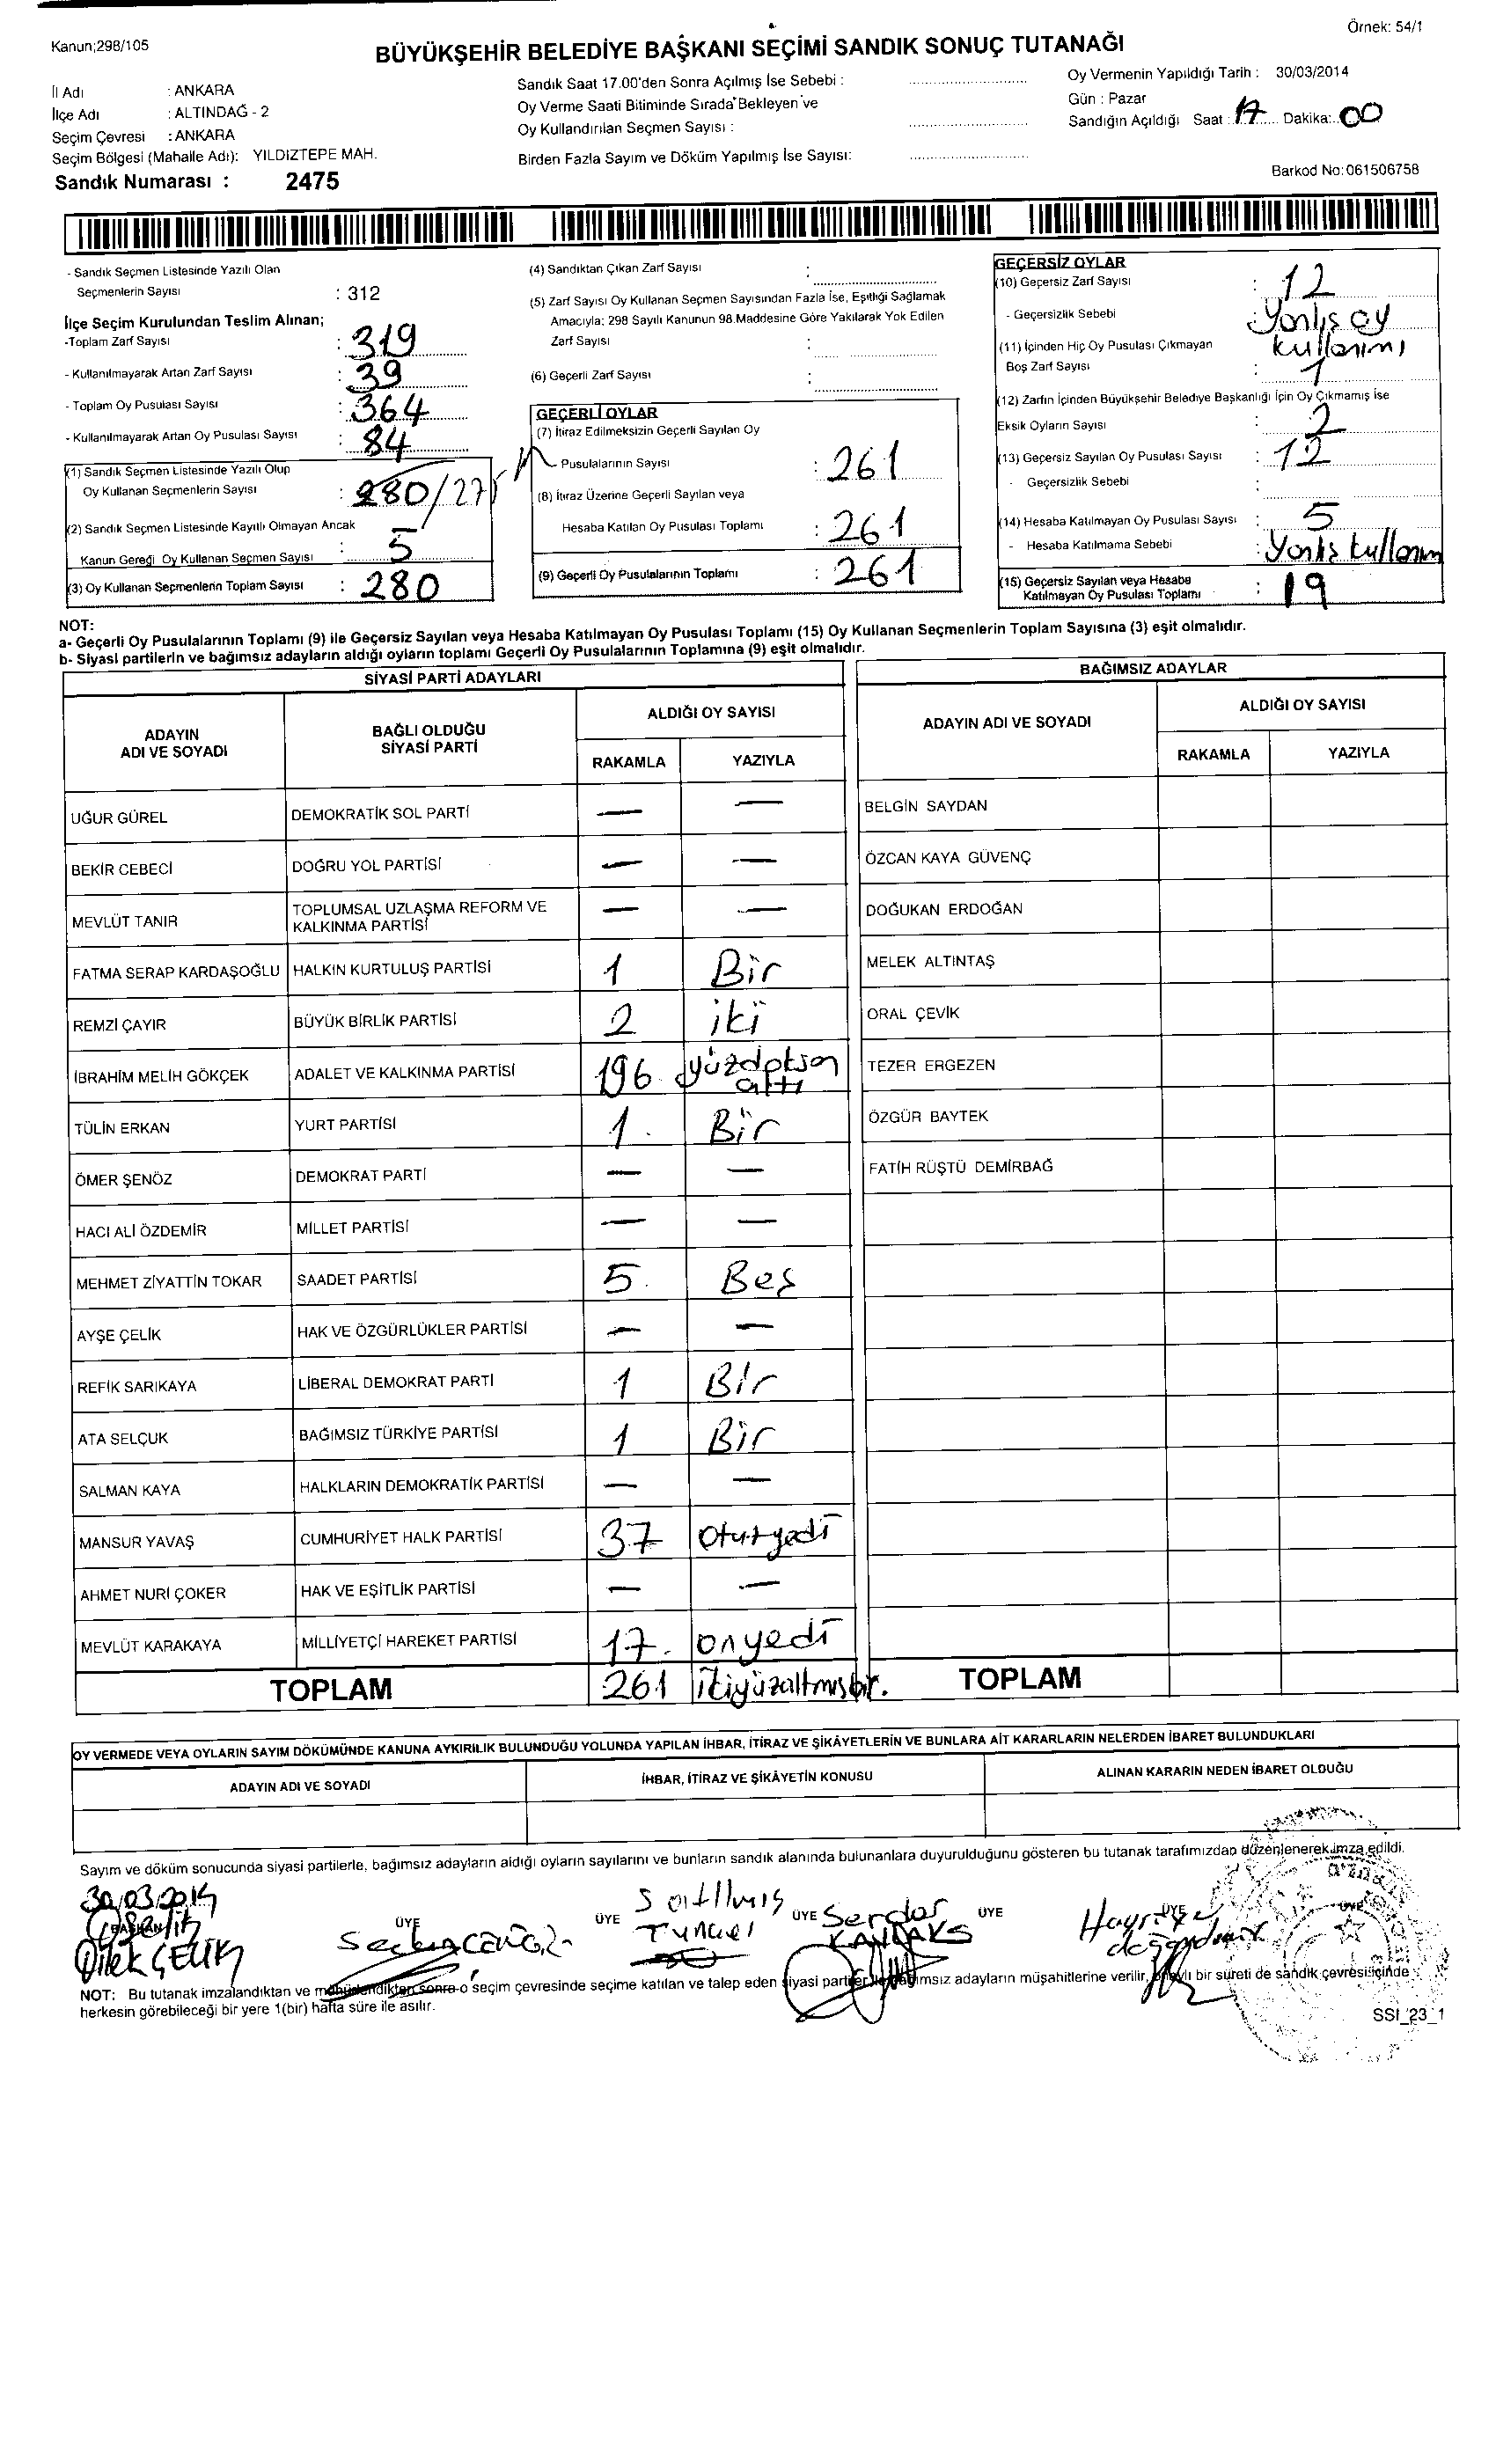 Örnek: 54/1
Kanun;298/105
BÜYÜKŞEHİR BELEDİYE BAŞKANI SEÇİMİ SANDIK SONUÇ TUTANAĞI
İl Adı : ANKARA
İlçe Adı : ALTINDAĞ - 2
Seçim Çevresi : ANKARA
Seçim Bölgesi (Mahalle Adı): YILDIZTEPE MAH.
Sandık Numarası : 2475
Sandık Saat 17.00'den Sonra Açılmış İse Sebebi :
Oy Verme Saati Bitiminde Sırada Bekleyen ve
Oy Kullandırılan Seçmen Sayısı :
Birden Fazla Sayım ve Döküm Yapılmış İse Sayısı:
Oy Vermenin Yapıldığı Tarih : 30/03/2014
Gün : Pazar
Sandığın Açıldığı Saat : 17 Dakika: 00
Barkod No:061506758
- Sandık Seçmen Listesinde Yazılı Olan
Seçmenlerin Sayısı : 312
İlçe Seçim Kurulundan Teslim Alınan;
-Toplam Zarf Sayısı : 319
- Kullanılmayarak Artan Zarf Sayısı : 39
- Toplam Oy Pusulası Sayısı : 364
- Kullanılmayarak Artan Oy Pusulası Sayısı : 84
(1) Sandık Seçmen Listesinde Yazılı Olup
Oy Kullanan Seçmenlerin Sayısı : 280/275
(2) Sandık Seçmen Listesinde Kayıtlı Olmayan Ancak
Kanun Gereği Oy Kullanan Seçmen Sayısı : 5
(3) Oy Kullanan Seçmenlerin Toplam Sayısı : 280
(4) Sandıktan Çıkan Zarf Sayısı :
(5) Zarf Sayısı Oy Kullanan Seçmen Sayısından Fazla İse, Eşitliği Sağlamak
Amacıyla; 298 Sayılı Kanunun 98.Maddesine Göre Yakılarak Yok Edilen
Zarf Sayısı :
(6) Geçerli Zarf Sayısı :
GEÇERLİ OYLAR
(7) İtiraz Edilmeksizin Geçerli Sayılan Oy
Pusulalarının Sayısı : 261
(8) İtiraz Üzerine Geçerli Sayılan veya
Hesaba Katılan Oy Pusulası Toplamı : 261
(9) Geçerli Oy Pusulalarının Toplamı : 261
GEÇERSİZ OYLAR
(10) Geçersiz Zarf Sayısı : 12
- Geçersizlik Sebebi : Yanlış oy
kullanımı
(11) İçinden Hiç Oy Pusulası Çıkmayan
Boş Zarf Sayısı : 1
(12) Zarfın İçinden Büyükşehir Belediye Başkanlığı İçin Oy Çıkmamış İse
Eksik Oyların Sayısı : 2
(13) Geçersiz Sayılan Oy Pusulası Sayısı : 12
- Geçersizlik Sebebi :
(14) Hesaba Katılmayan Oy Pusulası Sayısı : 5
- Hesaba Katılmama Sebebi : Yanlış kullanım
(15) Geçersiz Sayılan veya Hesaba
Katılmayan Oy Pusulası Toplamı : 19
NOT:
a- Geçerli Oy Pusulalarının Toplamı (9) ile Geçersiz Sayılan veya Hesaba Katılmayan Oy Pusulası Toplamı (15) Oy Kullanan Seçmenlerin Toplam Sayısına (3) eşit olmalıdır.
b- Siyasi partilerin ve bağımsız adayların aldığı oyların toplamı Geçerli Oy Pusulalarının Toplamına (9) eşit olmalıdır.
SİYASİ PARTİ ADAYLARI
ADAYIN ADI VE SOYADI
BAĞLI OLDUĞU SİYASİ PARTİ
ALDIĞI OY SAYISI
RAKAMLA YAZIYLA
UĞUR GÜREL DEMOKRATİK SOL PARTİ — —
BEKİR CEBECİ DOĞRU YOL PARTİSİ — —
MEVLÜT TANIR TOPLUMSAL UZLAŞMA REFORM VE KALKINMA PARTİSİ — —
FATMA SERAP KARDAŞOĞLU HALKIN KURTULUŞ PARTİSİ 1 Bir
REMZİ ÇAYIR BÜYÜK BİRLİK PARTİSİ 2 iki
İBRAHİM MELİH GÖKÇEK ADALET VE KALKINMA PARTİSİ 196 yüzdoksan altı
TÜLİN ERKAN YURT PARTİSİ 1. Bir
ÖMER ŞENÖZ DEMOKRAT PARTİ — —
HACI ALİ ÖZDEMİR MİLLET PARTİSİ — —
MEHMET ZİYATTİN TOKAR SAADET PARTİSİ 5. Beş
AYŞE ÇELİK HAK VE ÖZGÜRLÜKLER PARTİSİ — —
REFİK SARIKAYA LİBERAL DEMOKRAT PARTİ 1 Bir
ATA SELÇUK BAĞIMSIZ TÜRKİYE PARTİSİ 1 Bir
SALMAN KAYA HALKLARIN DEMOKRATİK PARTİSİ — —
MANSUR YAVAŞ CUMHURİYET HALK PARTİSİ 37 otuzyedi
AHMET NURİ ÇOKER HAK VE EŞİTLİK PARTİSİ — —
MEVLÜT KARAKAYA MİLLİYETÇİ HAREKET PARTİSİ 17. onyedi
TOPLAM 261 ikiyüzaltmışbir.
BAĞIMSIZ ADAYLAR
ADAYIN ADI VE SOYADI
ALDIĞI OY SAYISI
RAKAMLA YAZIYLA
BELGİN SAYDAN
ÖZCAN KAYA GÜVENÇ
DOĞUKAN ERDOĞAN
MELEK ALTINTAŞ
ORAL ÇEVİK
TEZER ERGEZEN
ÖZGÜR BAYTEK
FATİH RÜŞTÜ DEMİRBAĞ
TOPLAM
OY VERMEDE VEYA OYLARIN SAYIM DÖKÜMÜNDE KANUNA AYKIRILIK BULUNDUĞU YOLUNDA YAPILAN İHBAR, İTİRAZ VE ŞİKÂYETLERİN VE BUNLARA AİT KARARLARIN NELERDEN İBARET BULUNDUKLARI
ADAYIN ADI VE SOYADI
İHBAR, İTİRAZ VE ŞİKÂYETİN KONUSU
ALINAN KARARIN NEDEN İBARET OLDUĞU
Sayım ve döküm sonucunda siyasi partilerle, bağımsız adayların aldığı oyların sayılarını ve bunların sandık alanında bulunanlara duyurulduğunu gösteren bu tutanak tarafımızdan düzenlenerek imza edildi.
30/03/2014
BAŞKAN
Dilek ÇELİK
ÜYE
Seçkin
ÜYE Satılmış
Tuncel
ÜYE Serdar
ÜYE
Hayriye
ÜYE
NOT: Bu tutanak imzalandıktan ve mühürlendikten sonra o seçim çevresinde seçime katılan ve talep eden siyasi partiler ile bağımsız adayların müşahitlerine verilir, onaylı bir sureti de sandık çevresi içinde
herkesin görebileceği bir yere 1(bir) hafta süre ile asılır.
SSI_23_1